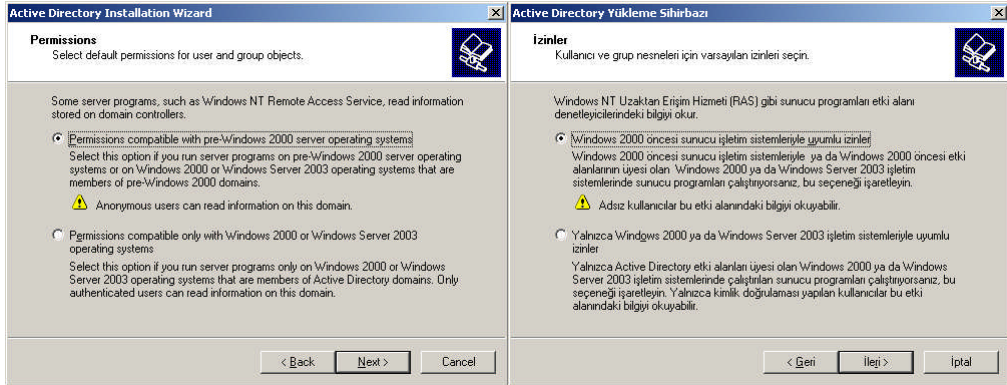 Active Directory Installation Wizard
Permissions
Select default permissions for user and group objects.
Some server programs, such as Windows NT Remote Access Service, read information
stored on domain controllers.
Permissions compatible with pre-Windows 2000 server operating systems
Select this option if you run server programs on pre-Windows 2000 server operating
systems or on Windows 2000 or Windows Server 2003 operating systems that are
members of pre-Windows 2000 domains.
Anonymous users can read information on this domain.
Permissions compatible only with Windows 2000 or Windows Server 2003
operating systems
Select this option if you run server programs only on Windows 2000 or Windows
Server 2003 operating systems that are members of Active Directory domains. Only
authenticated users can read information on this domain.
< Back
Next >
Cancel
Active Directory Yükleme Sihirbazı
İzinler
Kullanıcı ve grup nesneleri için varsayılan izinleri seçin.
Windows NT Uzaktan Erişim Hizmeti (RAS) gibi sunucu programları etki alanı
denetleyicilerindeki bilgiyi okur.
Windows 2000 öncesi sunucu işletim sistemleriyle uyumlu izinler
Windows 2000 öncesi sunucu işletim sistemleriyle ya da Windows 2000 öncesi etki
alanlarının üyesi olan Windows 2000 ya da Windows Server 2003 işletim
sistemlerinde sunucu programları çalıştırıyorsanız, bu seçeneği işaretleyin.
Adsız kullanıcılar bu etki alanındaki bilgiyi okuyabilir.
Yalnızca Windows 2000 ya da Windows Server 2003 işletim sistemleriyle uyumlu
izinler
Yalnızca Active Directory etki alanları üyesi olan Windows 2000 ya da Windows
Server 2003 işletim sistemlerinde çalıştırılan sunucu programları çalıştırıyorsanız, bu
seçeneği işaretleyin. Yalnızca kimlik doğrulaması yapılan kullanıcılar bu etki
alanındaki bilgiyi okuyabilir.
< Geri
İleri >
İptal